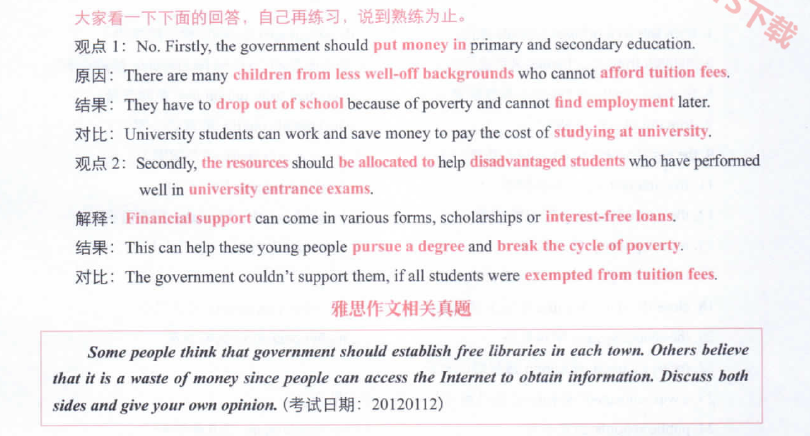 大家看一下下面的回答，自己再练习，说到熟练为止。
观点 1：No. Firstly, the government should put money in primary and secondary education.
原因：There are many children from less well-off backgrounds who cannot afford tuition fees.
结果：They have to drop out of school because of poverty and cannot find employment later.
对比：University students can work and save money to pay the cost of studying at university.
观点 2：Secondly, the resources should be allocated to help disadvantaged students who have performed
well in university entrance exams.
解释：Financial support can come in various forms, scholarships or interest-free loans.
结果：This can help these young people pursue a degree and break the cycle of poverty.
对比：The government couldn't support them, if all students were exempted from tuition fees.
雅思作文相关真题
Some people think that government should establish free libraries in each town. Others believe
that it is a waste of money since people can access the Internet to obtain information. Discuss both
sides and give your own opinion. (考试日期：20120112)
下载